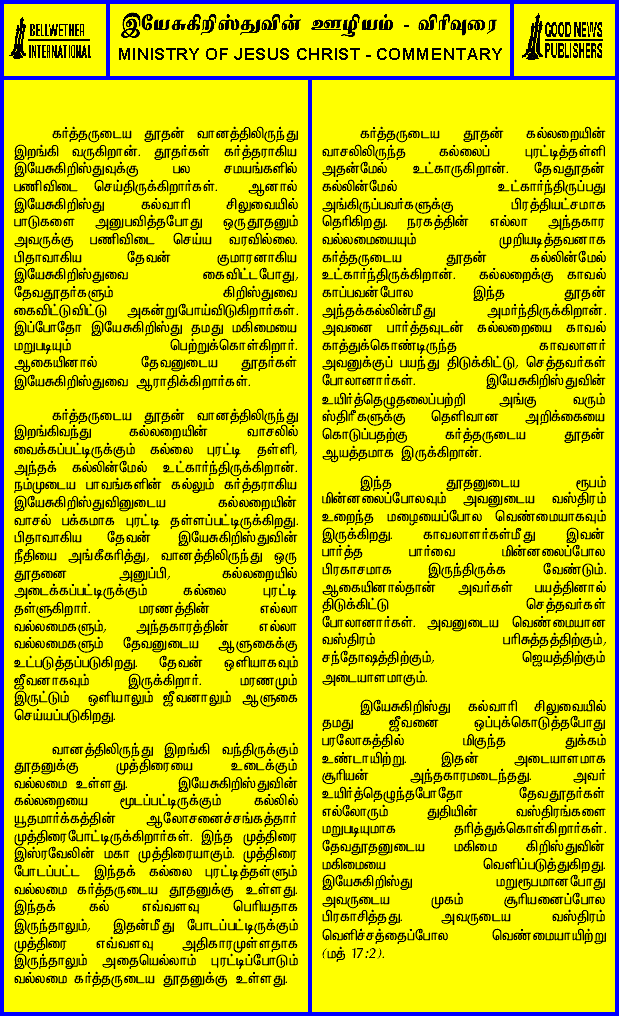 BELLWETHER
INTERNATIONAL
இயேசுகிறிஸ்துவின் ஊழியம் - விரிவுரை
MINISTRY OF JESUS CHRIST - COMMENTARY
GOOD NEWS
PUBLISHERS
கர்த்தருடைய தூதன் வானத்திலிருந்து
இறங்கி வருகிறான். தூதர்கள் கர்த்தராகிய
இயேசுகிறிஸ்துவுக்கு பல சமயங்களில்
பணிவிடை செய்திருக்கிறார்கள். ஆனால்
இயேசுகிறிஸ்து கல்வாரி சிலுவையில்
பாடுகளை அனுபவித்தபோது ஒருதூதனும்
அவருக்கு பணிவிடை செய்ய வரவில்லை.
பிதாவாகிய தேவன் குமாரனாகிய
இயேசுகிறிஸ்துவை கைவிட்டபோது,
தேவதூதர்களும் கிறிஸ்துவை
கைவிட்டுவிட்டு அகன்றுபோய்விடுகிறார்கள்.
இப்போதோ இயேசுகிறிஸ்து தமது மகிமையை
மறுபடியும் பெற்றுக்கொள்கிறார்.
ஆகையினால் தேவனுடைய தூதர்கள்
இயேசுகிறிஸ்துவை ஆராதிக்கிறார்கள்.
கர்த்தருடைய தூதன் வானத்திலிருந்து
இறங்கிவந்து கல்லறையின் வாசலில்
வைக்கப்பட்டிருக்கும் கல்லை புரட்டி தள்ளி,
அந்தக் கல்லின்மேல் உட்கார்ந்திருக்கிறான்.
நம்முடைய பாவங்களின் கல்லும் கர்த்தராகிய
இயேசுகிறிஸ்துவினுடைய கல்லறையின்
வாசல் பக்கமாக புரட்டி தள்ளப்பட்டிருக்கிறது.
பிதாவாகிய தேவன் இயேசுகிறிஸ்துவின்
நீதியை அங்கீகரித்து, வானத்திலிருந்து ஒரு
தூதனை அனுப்பி, கல்லறையில்
அடைக்கப்பட்டிருக்கும் கல்லை புரட்டி
தள்ளுகிறார். மரணத்தின் எல்லா
வல்லமைகளும், அந்தகாரத்தின் எல்லா
வல்லமைகளும் தேவனுடைய ஆளுகைக்கு
உட்படுத்தப்படுகிறது. தேவன் ஒளியாகவும்
ஜீவனாகவும் இருக்கிறார். மரணமும்
இருட்டும் ஒளியாலும் ஜீவனாலும் ஆளுகை
செய்யப்படுகிறது.
வானத்திலிருந்து இறங்கி வந்திருக்கும்
தூதனுக்கு முத்திரையை உடைக்கும்
வல்லமை உள்ளது. இயேசுகிறிஸ்துவின்
கல்லறையை மூடப்பட்டிருக்கும் கல்லில்
யூதமார்க்கத்தின் ஆலோசனைச்சங்கத்தார்
முத்திரைபோட்டிருக்கிறார்கள். இந்த முத்திரை
இஸ்ரவேலின் மகா முத்திரையாகும். முத்திரை
போடப்பட்ட இந்தக் கல்லை புரட்டித்தள்ளும்
வல்லமை கர்த்தருடைய தூதனுக்கு உள்ளது.
இந்தக் கல் எவ்வளவு பெரியதாக
இருந்தாலும், இதன்மீது போடப்பட்டிருக்கும்
முத்திரை எவ்வளவு அதிகாரமுள்ளதாக
இருந்தாலும் அதையெல்லாம் புரட்டிப்போடும்
வல்லமை கர்த்தருடைய தூதனுக்கு உள்ளது.
கர்த்தருடைய தூதன் கல்லறையின்
வாசலிலிருந்த கல்லைப் புரட்டித்தள்ளி
அதன்மேல் உட்காருகிறான். தேவதூதன்
கல்லின்மேல் உட்கார்ந்திருப்பது
அங்கிருப்பவர்களுக்கு பிரத்தியட்சமாக
தெரிகிறது. நரகத்தின் எல்லா அந்தகார
வல்லமையையும் முறியடித்தவனாக
கர்த்தருடைய தூதன் கல்லின்மேல்
உட்கார்ந்திருக்கிறான். கல்லறைக்கு காவல்
காப்பவன்போல இந்த தூதன்
அந்தக்கல்லின்மீது அமர்ந்திருக்கிறான்.
அவனை பார்த்தவுடன் கல்லறையை காவல்
காத்துக்கொண்டிருந்த காவலாளர்
அவனுக்குப் பயந்து திடுக்கிட்டு, செத்தவர்கள்
போலானார்கள். இயேசுகிறிஸ்துவின்
உயிர்த்தெழுதலைப்பற்றி அங்கு வரும்
ஸ்திரீகளுக்கு தெளிவான அறிக்கையை
கொடுப்பதற்கு கர்த்தருடைய தூதன்
ஆயத்தமாக இருக்கிறான்.
இந்த தூதனுடைய ரூபம்
மின்னலைப்போலவும் அவனுடைய வஸ்திரம்
உறைந்த மழையைப்போல வெண்மையாகவும்
இருக்கிறது. காவலாளர்கள்மீது இவன்
பார்த்த பார்வை மின்னலைப்போல
பிரகாசமாக இருந்திருக்க வேண்டும்.
ஆகையினால்தான் அவர்கள் பயத்தினால்
திடுக்கிட்டு செத்தவர்கள்
போலானார்கள். அவனுடைய வெண்மையான
வஸ்திரம் பரிசுத்தத்திற்கும்,
சந்தோஷத்திற்கும், ஜெயத்திற்கும்
அடையாளமாகும்.
இயேசுகிறிஸ்து கல்வாரி சிலுவையில்
தமது ஜீவனை ஒப்புக்கொடுத்தபோது
பரலோகத்தில் மிகுந்த துக்கம்
உண்டாயிற்று. இதன் அடையாளமாக
சூரியன் அந்தகாரமடைந்தது. அவர்
உயிர்த்தெழுந்தபோதோ தேவதூதர்கள்
எல்லோரும் துதியின் வஸ்திரங்களை
மறுபடியுமாக தரித்துக்கொள்கிறார்கள்.
தேவதூதனுடைய மகிமை கிறிஸ்துவின்
மகிமையை வெளிப்படுத்துகிறது.
இயேசுகிறிஸ்து மறுரூபமானபோது
அவருடைய முகம் சூரியனைப்போல
பிரகாசித்தது. அவருடைய வஸ்திரம்
வெளிச்சத்தைப்போல வெண்மையாயிற்று
(மத் 17:2).